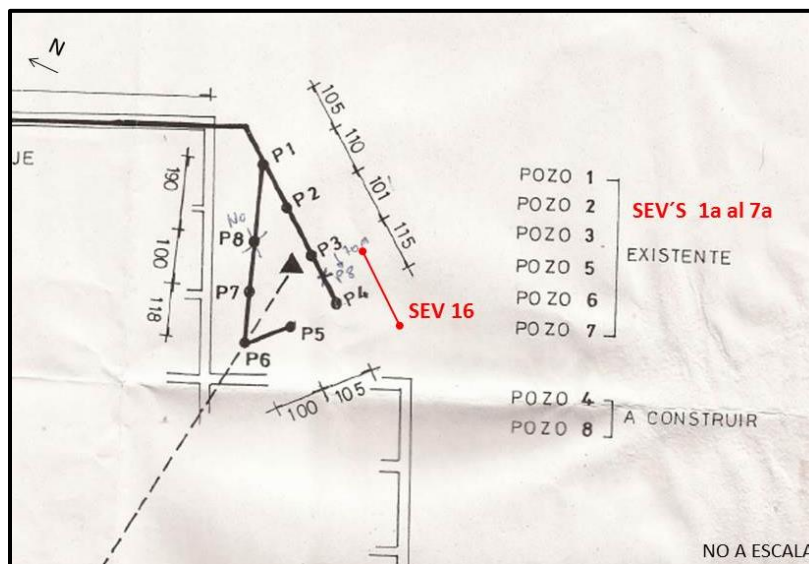 N
UE
105
110
101
115
190
100
118
P1
P2
No
P8
P3
10m
P8
P4
P7
P5
P6
100
105
SEV 16
POZO 1
POZO 2
POZO 3
POZO 5
POZO 6
POZO 7
SEV´S 1a al 7a
EXISTENTE
POZO 4
POZO 8
A CONSTRUIR
NO A ESCALA